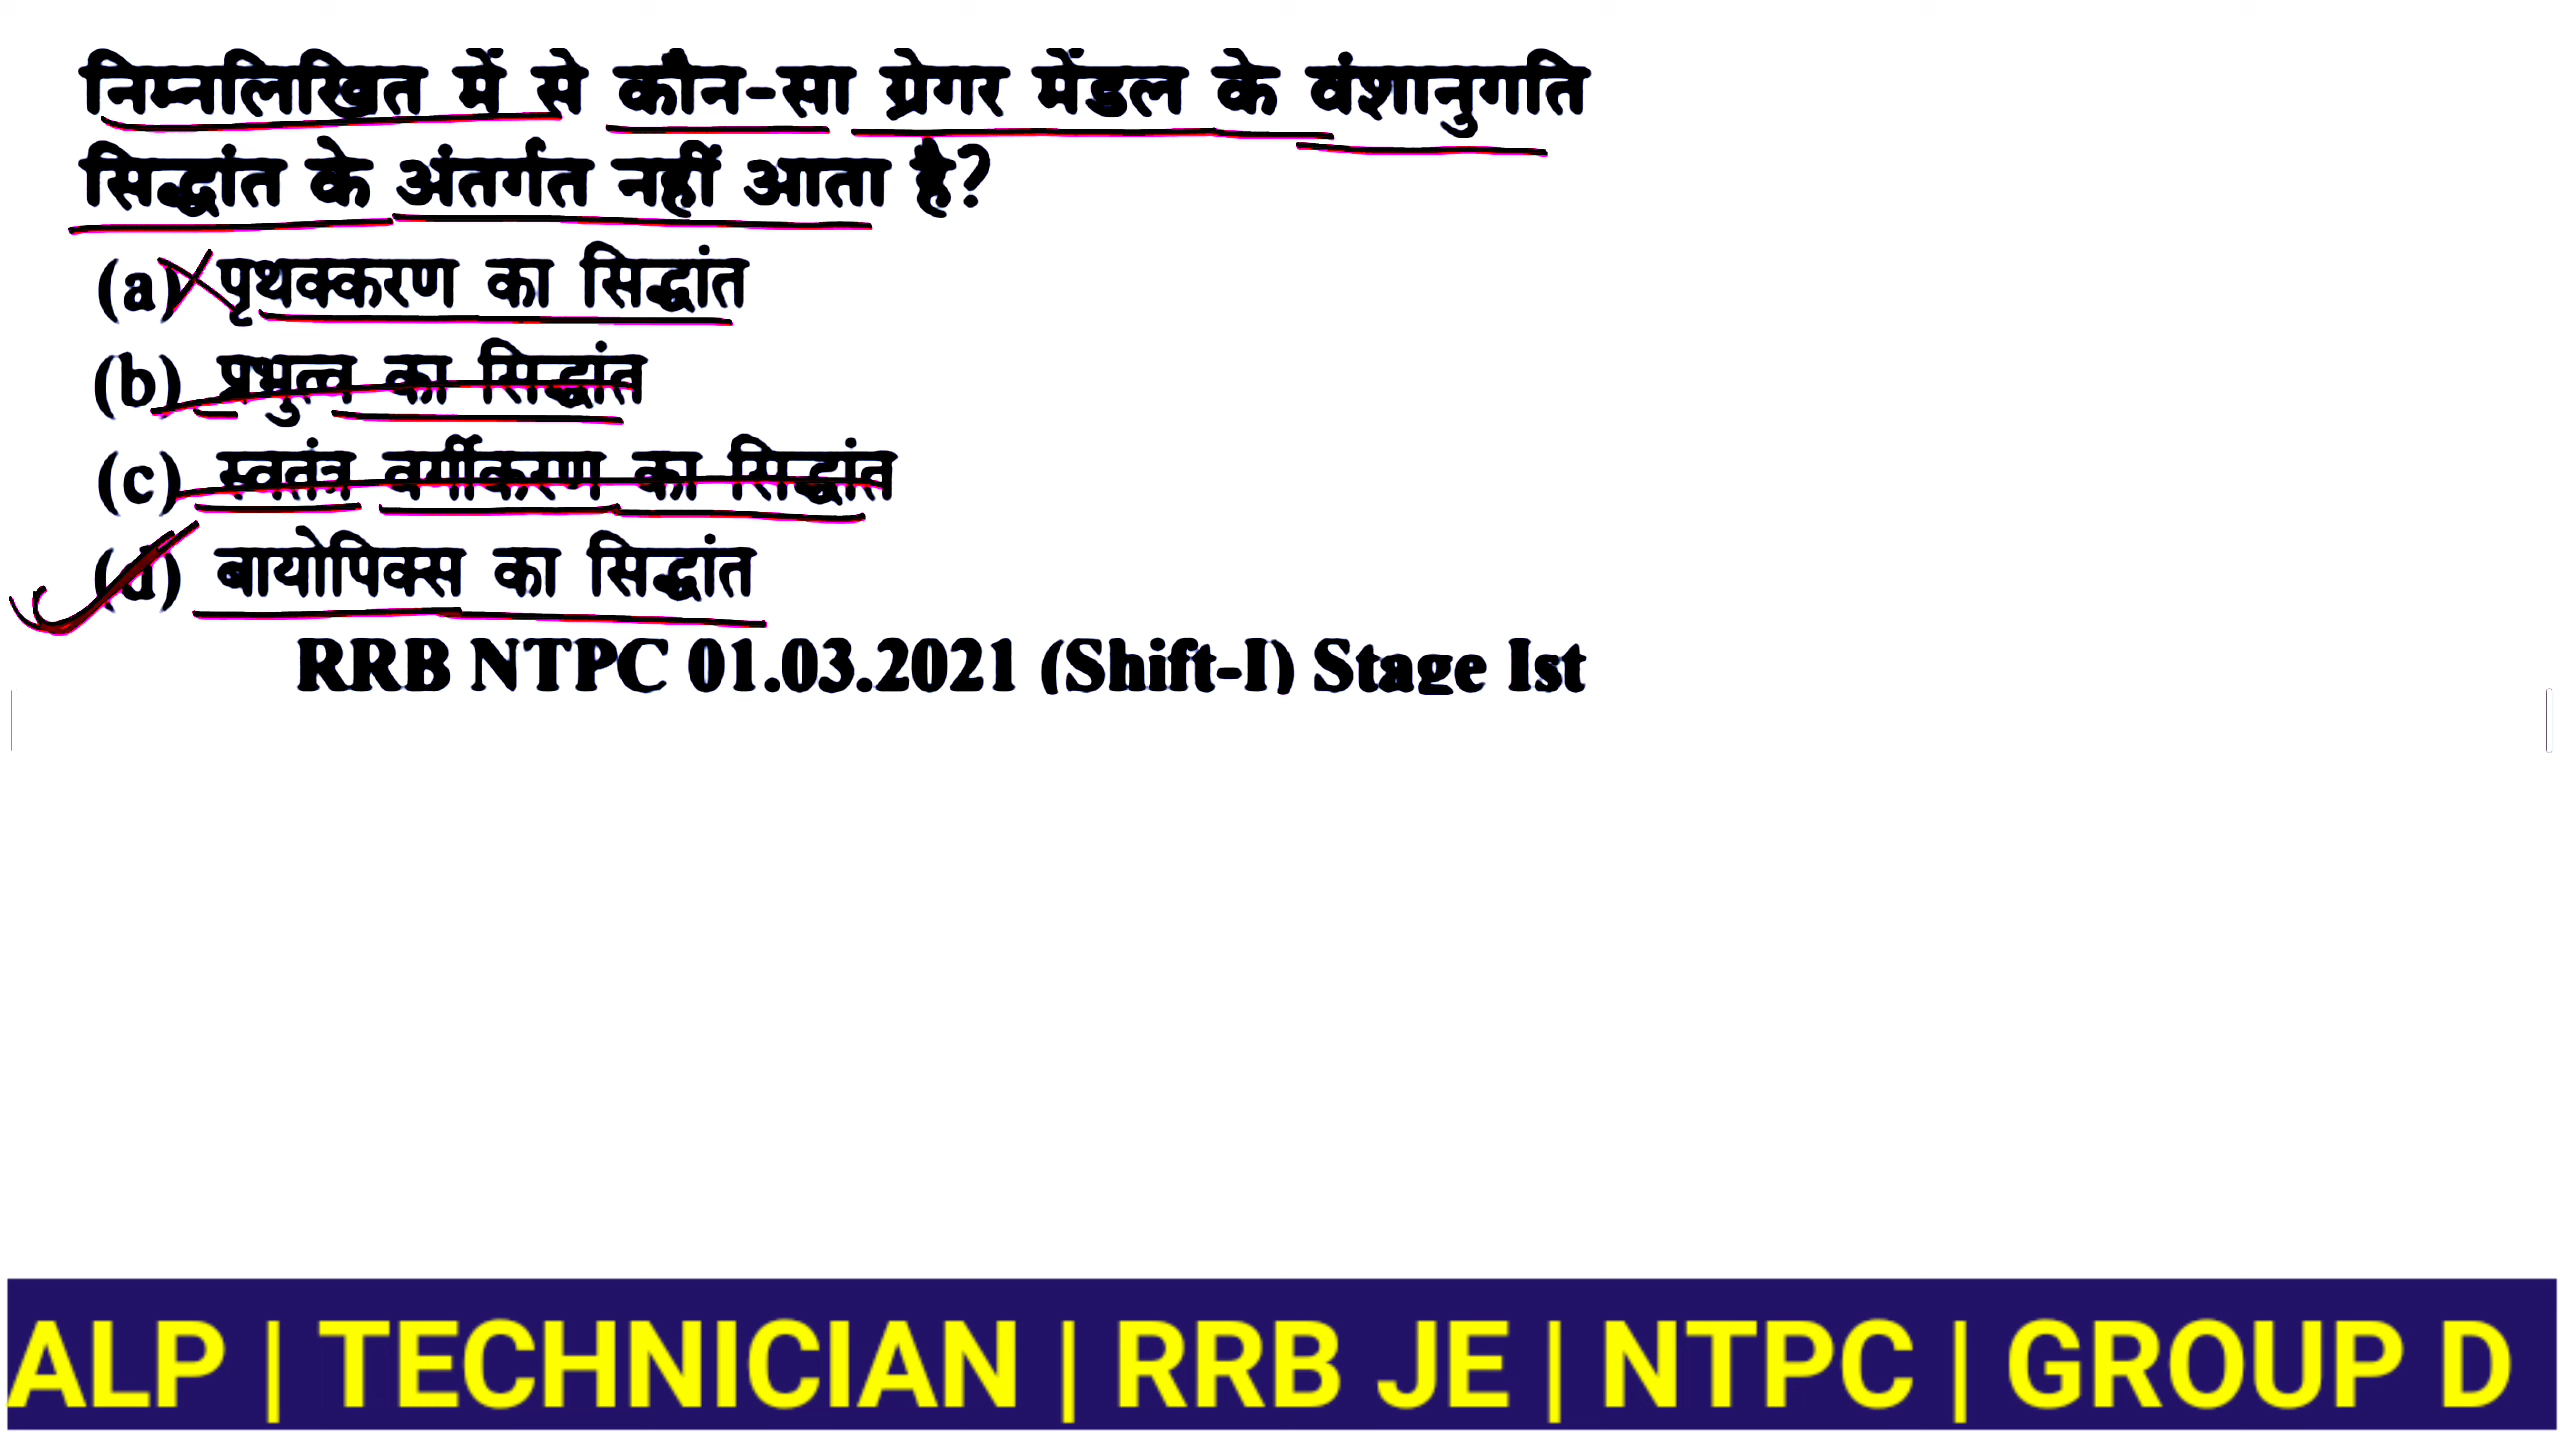 निम्नलिखित में से कौन-सा ग्रेगर मेंडल के वंशानुगति
सिद्धांत के अंतर्गत नहीं आता है?
(a) पृथक्करण का सिद्धांत
(b) प्रभुत्व का सिद्धांत
(c) स्वतंत्र वर्गीकरण का सिद्धांत
(d) बायोपिक्स का सिद्धांत
RRB NTPC 01.03.2021 (Shift-I) Stage Ist
ALP | TECHNICIAN | RRB JE | NTPC | GROUP D